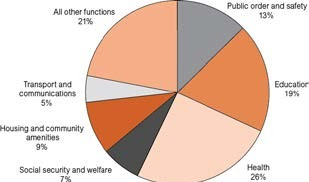 All other functions
21%
Public order and safety
13%
Transport and
communications
5%
Education
19%
Housing and community
amenities
9%
Social security and welfare
7%
Health
26%